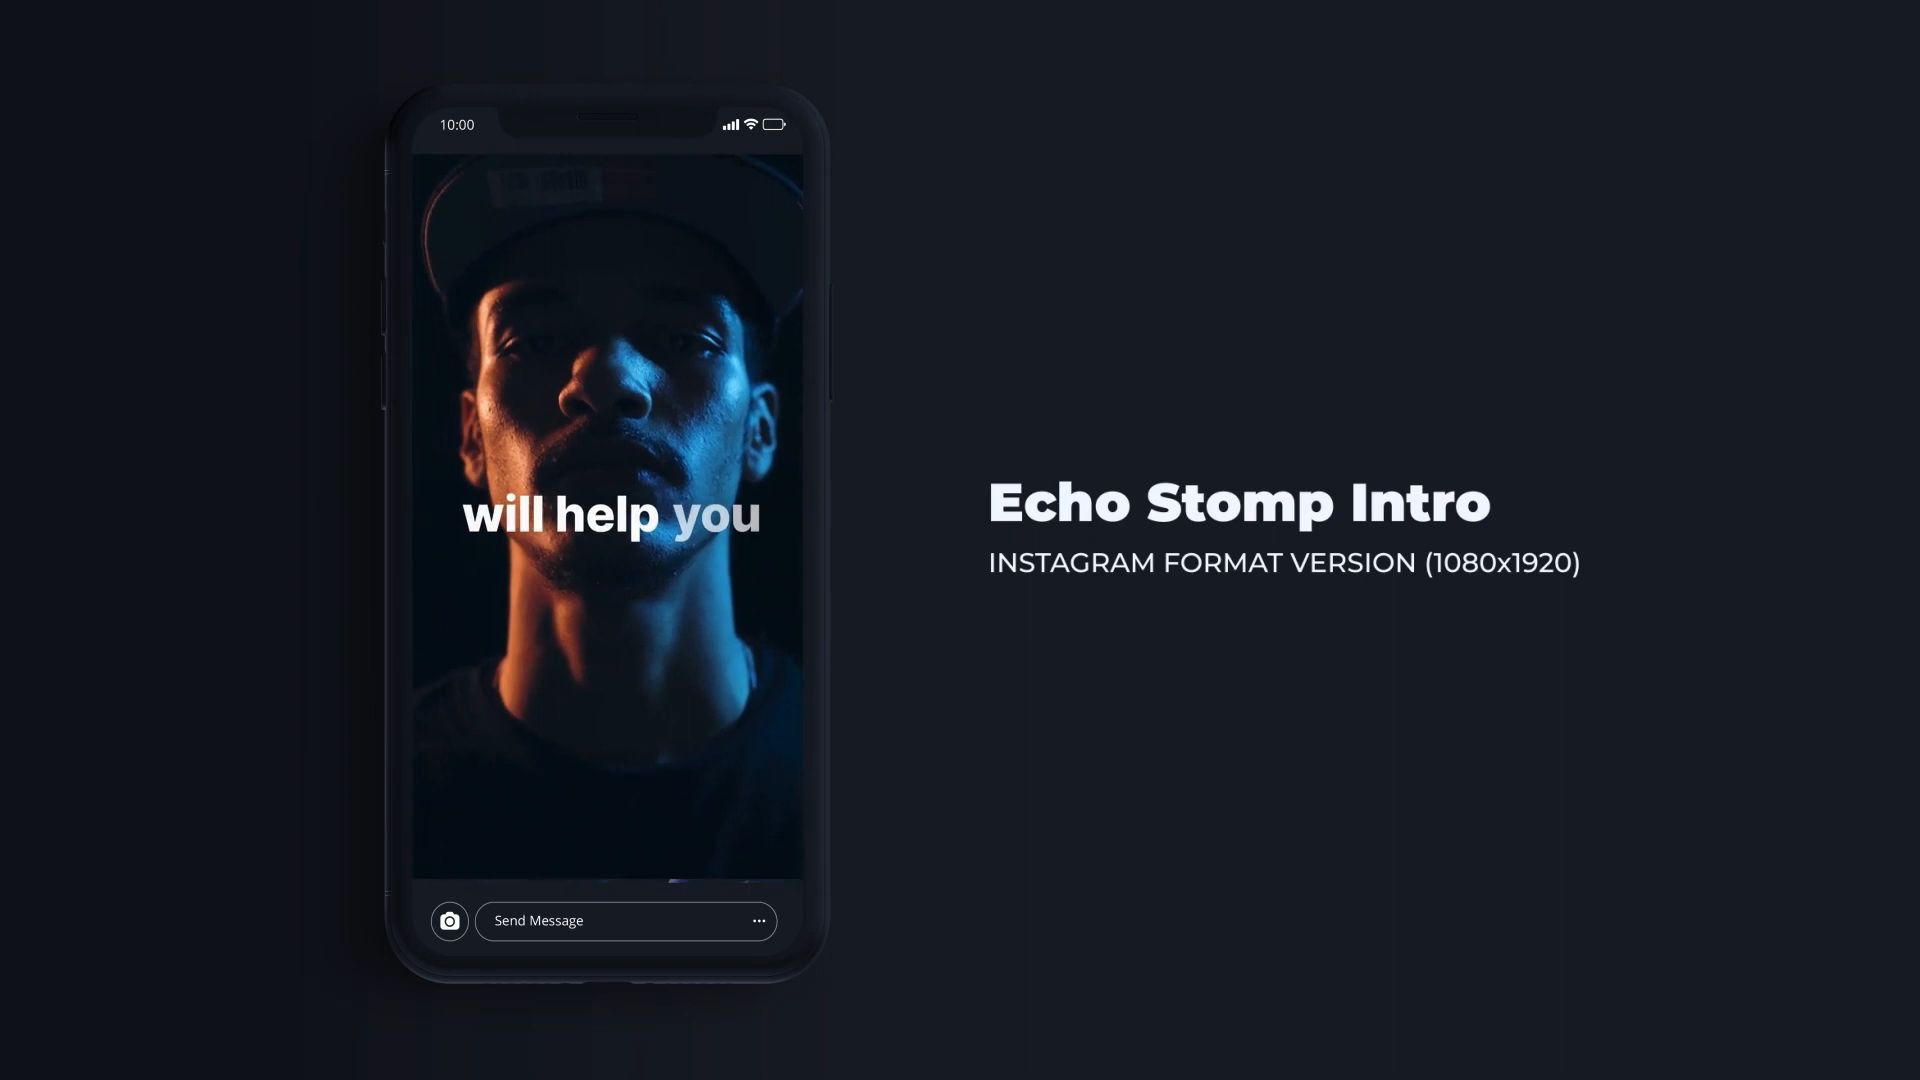 10:00
will help you
Send Message
Echo Stomp Intro
INSTAGRAM FORMAT VERSION (1080x1920)